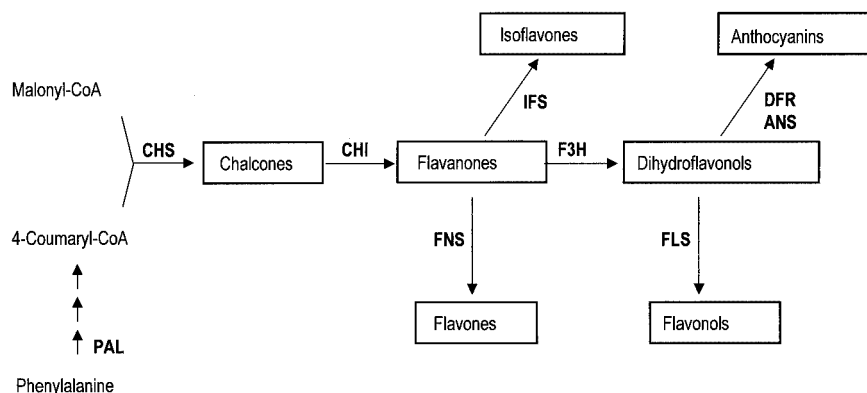 Isoflavones
Anthocyanins
Malonyl-CoA
IFS
DFR
ANS
CHS
Chalcones
CHI
Flavanones
F3H
Dihydroflavonols
4-Coumaryl-CoA
FNS
FLS
Flavones
Flavonols
PAL
Phenylalanine